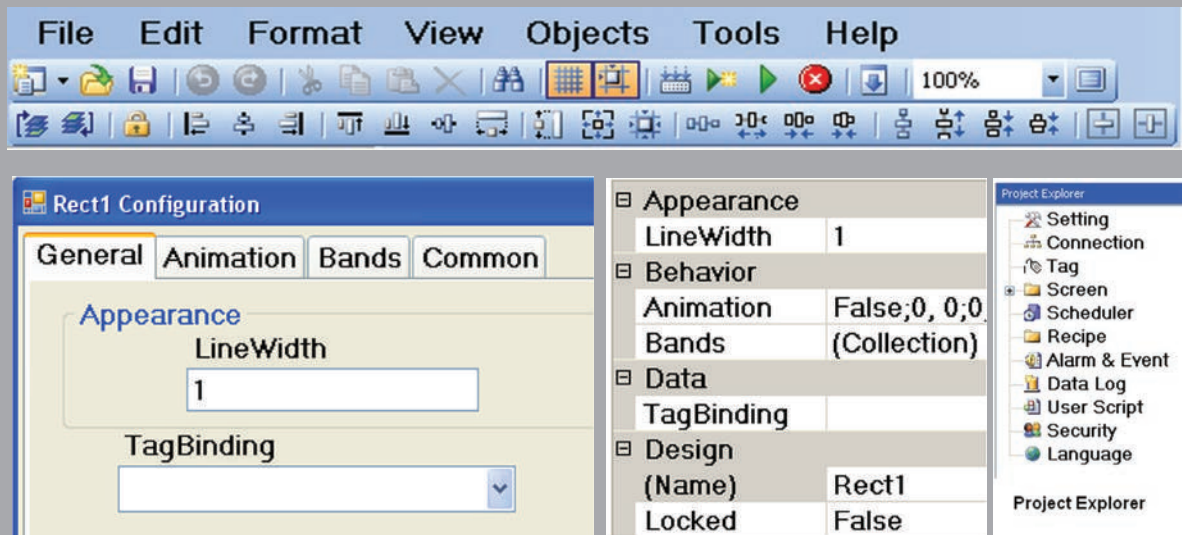 File Edit Format View Objects Tools Help
100%
Rect1 Configuration
General Animation Bands Common
Appearance
LineWidth
1
TagBinding
Appearance
LineWidth 1
Behavior
Animation False;0, 0;0,
Bands (Collection)
Data
TagBinding
Design
(Name) Rect1
Locked False
Project Explorer
Setting
Connection
Tag
Screen
Scheduler
Recipe
Alarm & Event
Data Log
User Script
Security
Language
Project Explorer